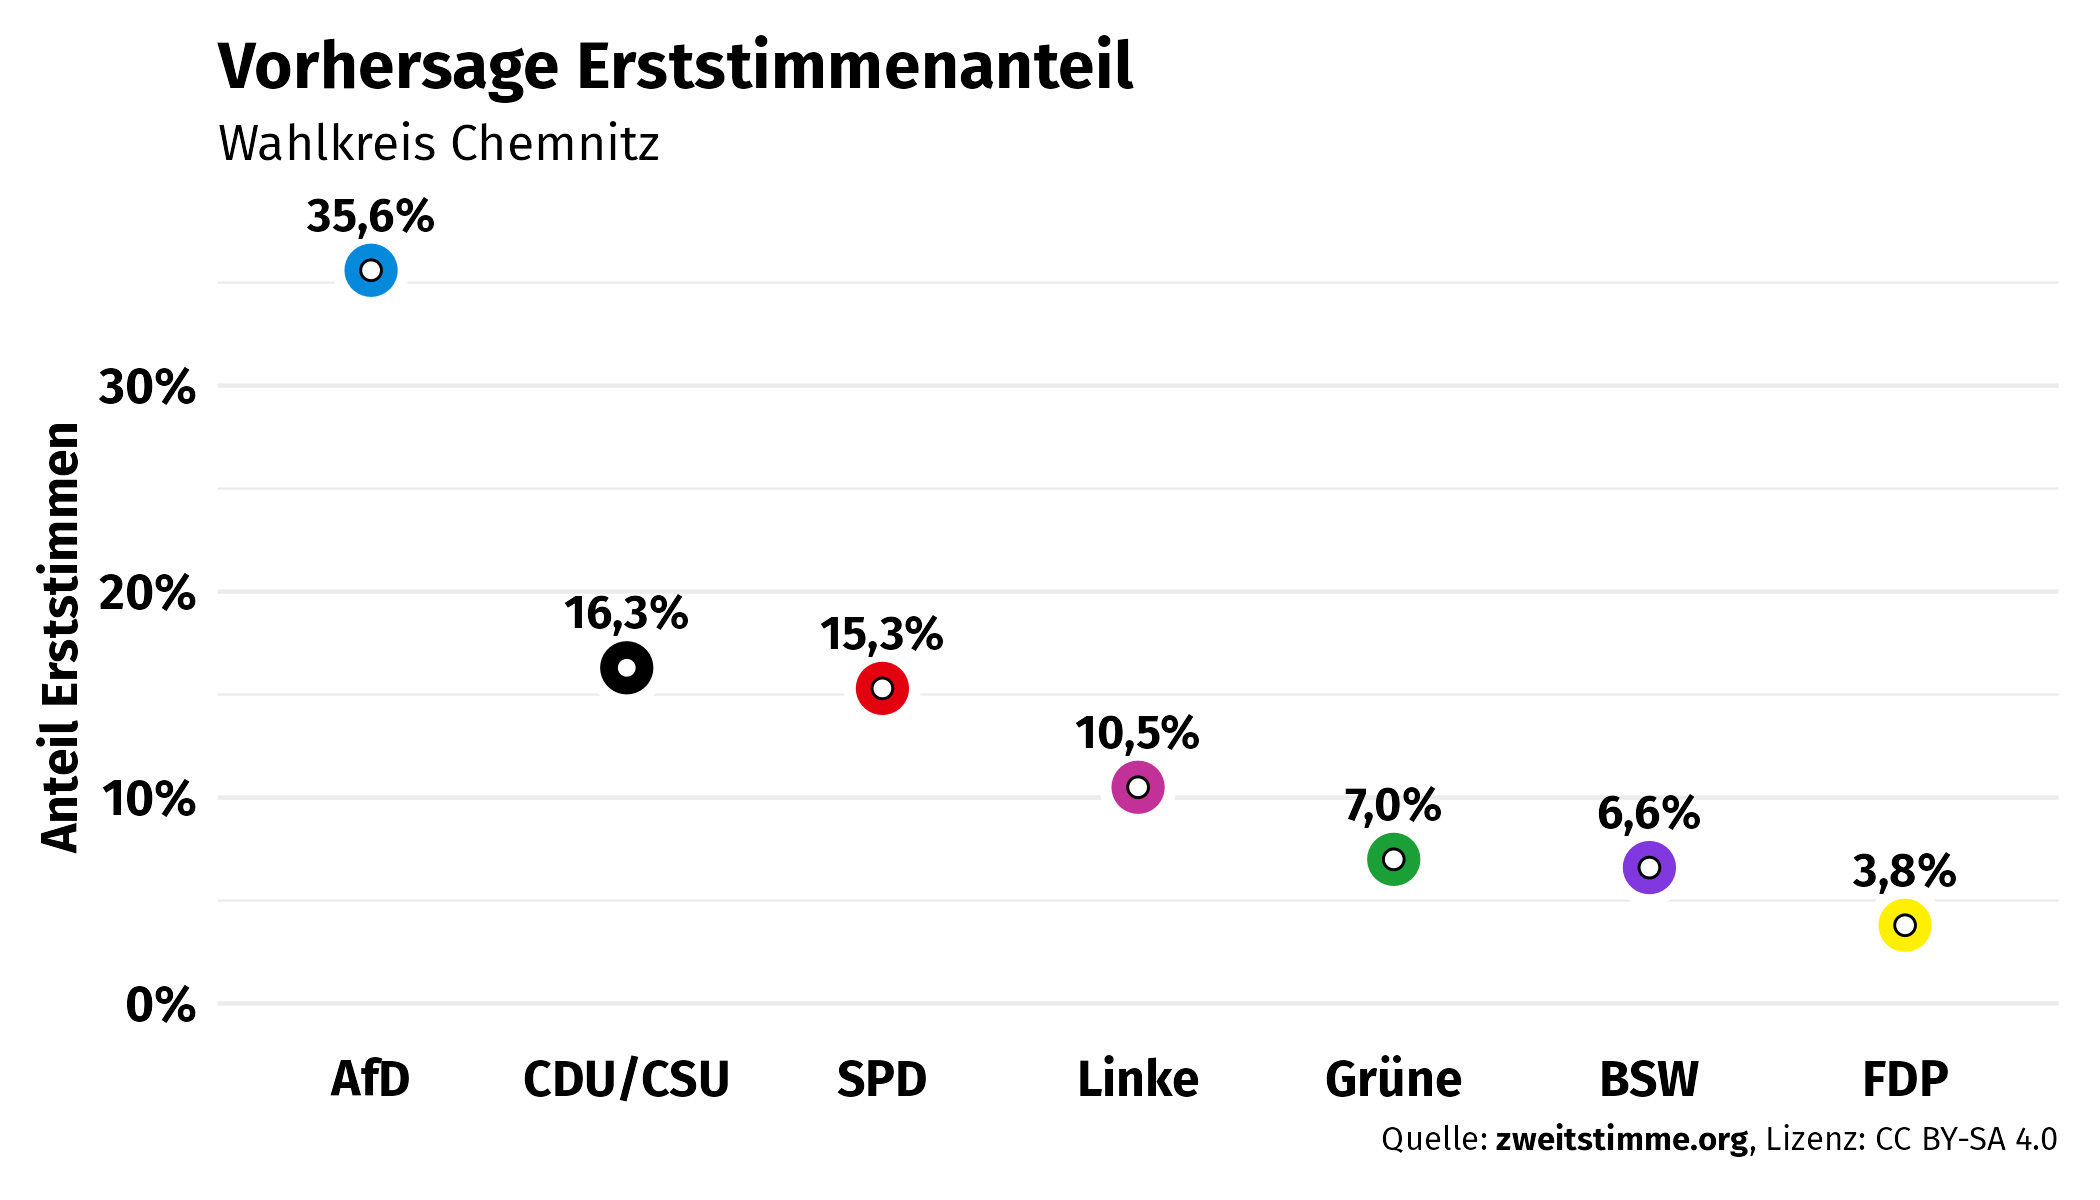 Vorhersage Erststimmenanteil
Wahlkreis Chemnitz
Anteil Erststimmen
30%
20%
10%
0%
35,6%
16,3%
15,3%
10,5%
7,0%
6,6%
3,8%
AfD
CDU/CSU
SPD
Linke
Grüne
BSW
FDP
Quelle: zweitstimme.org, Lizenz: CC BY-SA 4.0